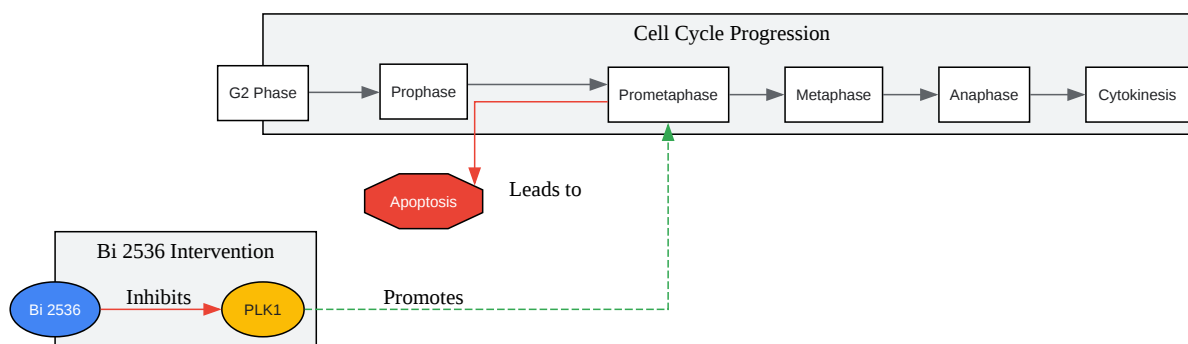 Cell Cycle Progression
G2 Phase
Prophase
Prometaphase
Metaphase
Anaphase
Cytokinesis
Apoptosis
Leads to
Bi 2536 Intervention
Bi 2536
Inhibits
PLK1
Promotes